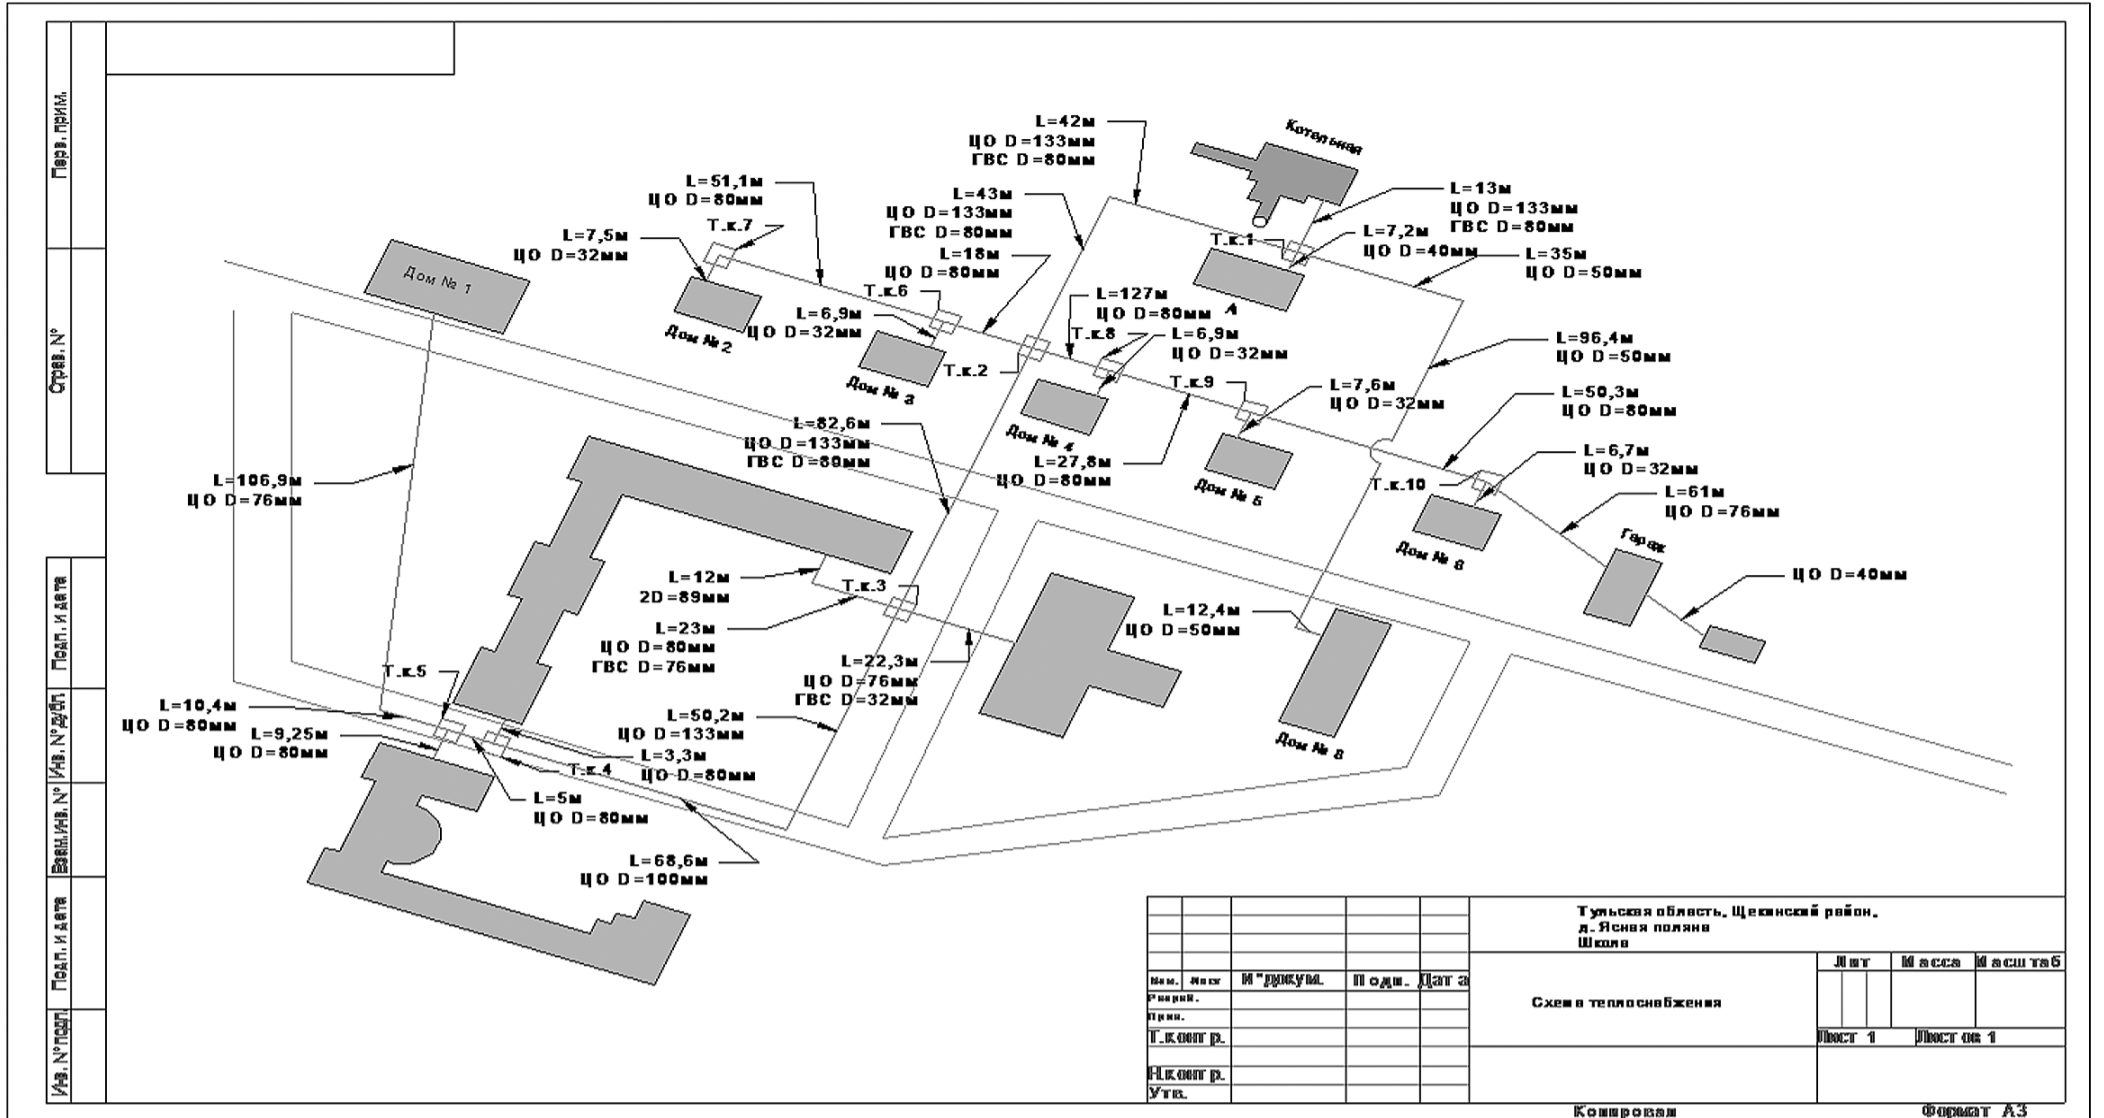 Перв. прим.
Справ. N°
Подп. и дата
Инв. N° дубл
Взам.инв. N°
Подп. и дата
Инв. N°подл.
Котельная
L=42м
ЦО D=133мм
ГВС D=80мм
L=13м
ЦО D=133мм
ГВС D=80мм
L=51,1м
ЦО D=80мм
L=43м
ЦО D=133мм
ГВС D=80мм
Т.к.7
L=7,5м
ЦО D=32мм
Т.к.1
L=7,2м
ЦО D=40мм
L=35м
ЦО D=50мм
L=18м
ЦО D=80мм
Дом № 1
Т.к.6
L=6,9м
ЦО D=32мм
Дом № 2
L=127м
ЦО D=80мм
А
Т.к.8
L=6,9м
ЦО D=32мм
L=96,4м
ЦО D=50мм
Т.к.2
Дом № 3
Т.к.9
L=7,6м
ЦО D=32мм
L=50,3м
ЦО D=80мм
L=82,6м
ЦО D=133мм
ГВС D=80мм
Дом № 4
L=27,8м
ЦО D=80мм
Дом № 5
L=6,7м
ЦО D=32мм
Т.к.10
L=61м
ЦО D=76мм
L=106,9м
ЦО D=76мм
Дом № 6
Гараж
ЦО D=40мм
L=12м
2D=89мм
Т.к.3
L=12,4м
ЦО D=50мм
L=23м
ЦО D=80мм
ГВС D=76мм
L=22,3м
ЦО D=76мм
ГВС D=32мм
Т.к.5
L=10,4м
ЦО D=80мм
L=9,25м
ЦО D=80мм
L=50,2м
ЦО D=133мм
L=3,3м
ЦО D=80мм
Т.к.4
Дом № 8
L=5м
ЦО D=80мм
L=68,6м
ЦО D=100мм
Тульская область, Щекинский район,
д. Ясная поляна
Школа
Изм. Лист N°докум. Подп. Дата
Разраб.
Пров.
Т.контр.
Н.контр.
Утв.
Схема теплоснабжения
Лит Масса Масштаб
Лист 1 Листов 1
Копировал Формат А3